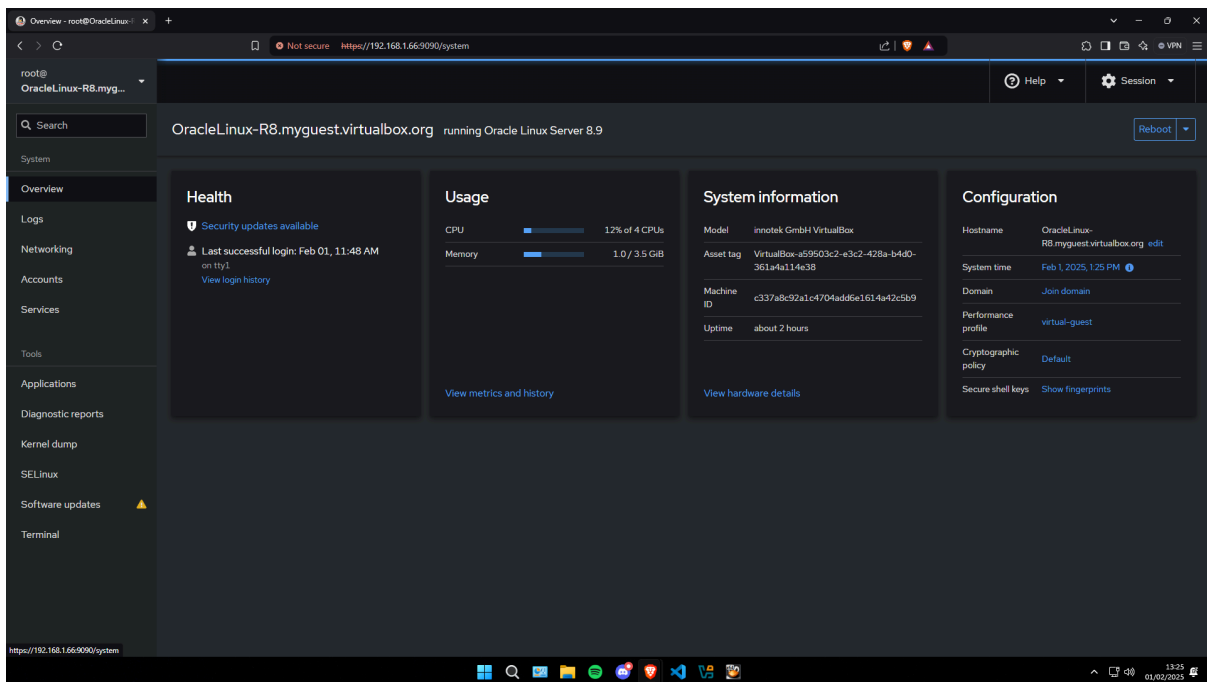 Overview - root@OracleLinux-R
Not secure https://192.168.1.66:9090/system
VPN
root@
OracleLinux-R8.myg...
Help
Session
Search
OracleLinux-R8.myguest.virtualbox.org running Oracle Linux Server 8.9
Reboot
System
Overview
Logs
Networking
Accounts
Services
Tools
Applications
Diagnostic reports
Kernel dump
SELinux
Software updates
Terminal
Health
Security updates available
Last successful login: Feb 01, 11:48 AM
on tty1
View login history
Usage
CPU 12% of 4 CPUs
Memory 1.0 / 3.5 GiB
View metrics and history
System information
Model innotek GmbH VirtualBox
Asset tag VirtualBox-a59503c2-e3c2-428a-b4d0-
361a4a114e38
Machine
ID c337a8c92a1c4704add6e1614a42c5b9
Uptime about 2 hours
View hardware details
Configuration
Hostname OracleLinux-
R8.myguest.virtualbox.org edit
System time Feb 1, 2025, 1:25 PM
Domain Join domain
Performance
profile virtual-guest
Cryptographic
policy Default
Secure shell keys Show fingerprints
https://192.168.1.66:9090/system
13:25
01/02/2025